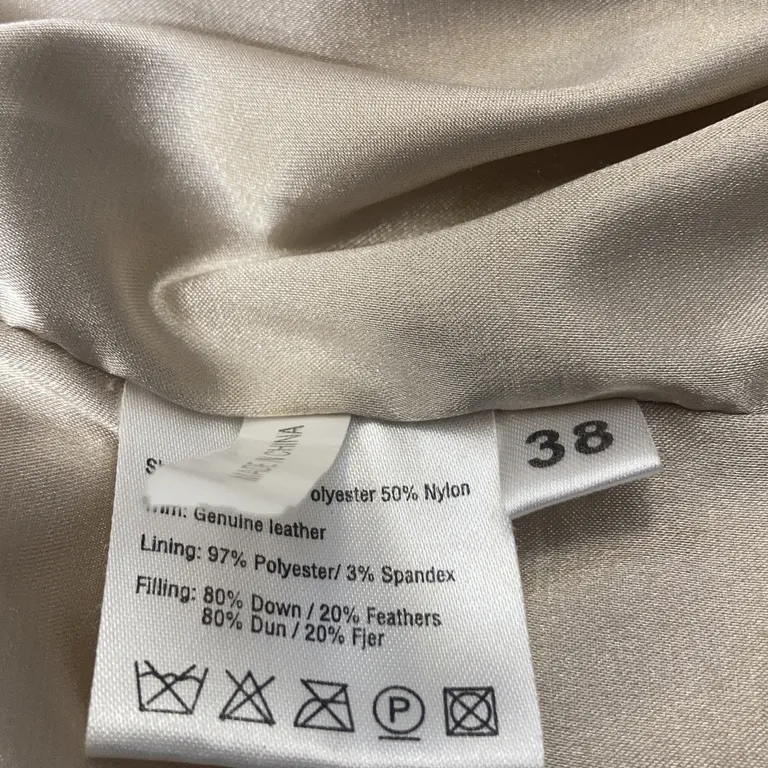 MADE IN CHINA
38
olyester 50% Nylon
Genuine leather
Lining: 97% Polyester/ 3% Spandex
Filling: 80% Down / 20% Feathers
80% Dun / 20% Fjer
P